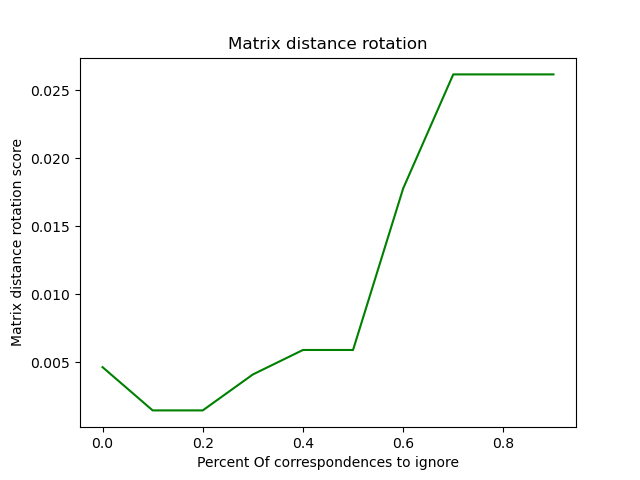 Matrix distance rotation
0.025
0.020
0.015
0.010
0.005
Matrix distance rotation score
0.0 0.2 0.4 0.6 0.8
Percent Of correspondences to ignore